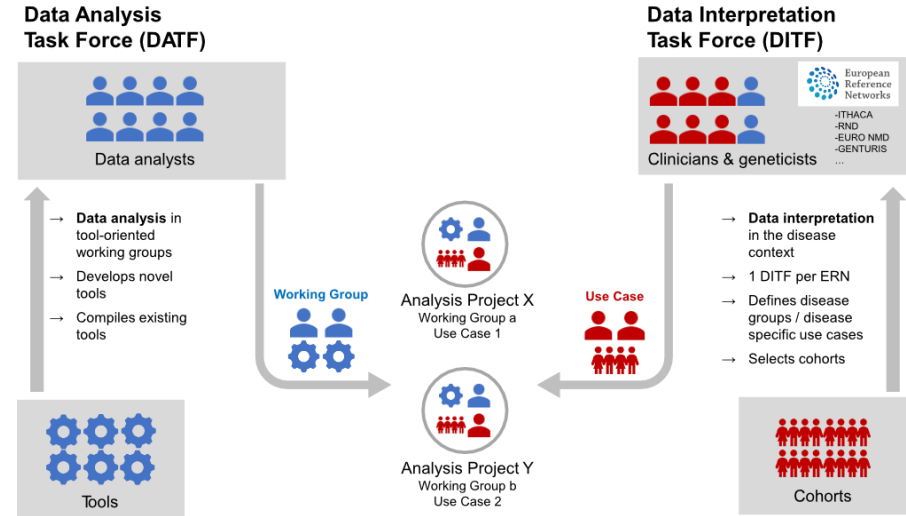 Data Analysis
Task Force (DATF)
Data analysts
→ Data analysis in
tool-oriented
working groups
→ Develops novel
tools
→ Compiles existing
tools
Tools
Working Group
Analysis Project X
Working Group a
Use Case 1
Analysis Project Y
Working Group b
Use Case 2
Use Case
Data Interpretation
Task Force (DITF)
European
Reference
Networks
-ITHACA
-RND
-EURO NMD
-GENTURIS
...
Clinicians & geneticists
→ Data interpretation
in the disease
context
→ 1 DITF per ERN
→ Defines disease
groups / disease
specific use cases
→ Selects cohorts
Cohorts